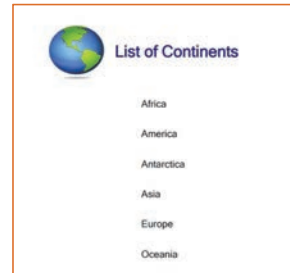 List of Continents
Africa
America
Antarctica
Asia
Europe
Oceania